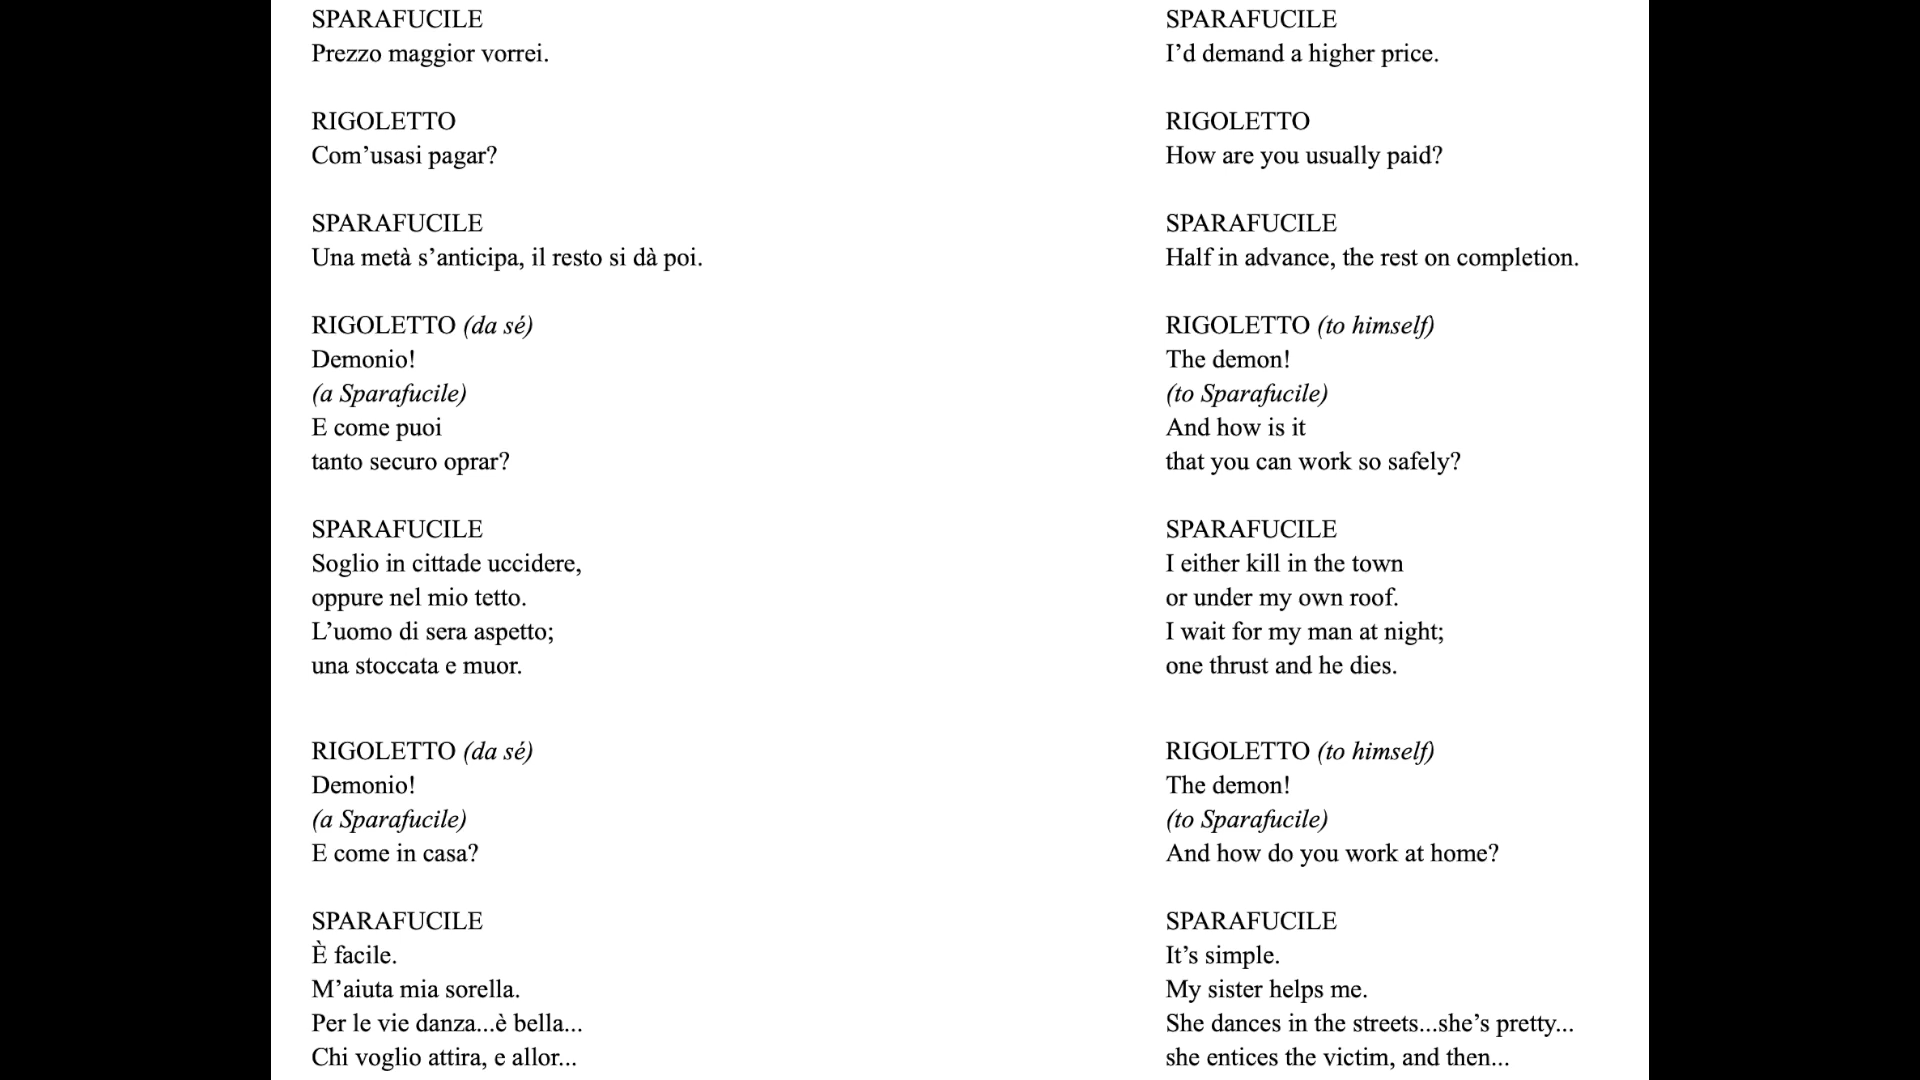 SPARAFUCILE
Prezzo maggior vorrei.
RIGOLETTO
Com’usasi pagar?
SPARAFUCILE
Una metà s’anticipa, il resto si dà poi.
RIGOLETTO (da sé)
Demonio!
(a Sparafucile)
E come puoi
tanto securo oprar?
SPARAFUCILE
Soglio in cittade uccidere,
oppure nel mio tetto.
L’uomo di sera aspetto;
una stoccata e muor.
RIGOLETTO (da sé)
Demonio!
(a Sparafucile)
E come in casa?
SPARAFUCILE
È facile.
M’aiuta mia sorella.
Per le vie danza...è bella...
Chi voglio attira, e allor...
SPARAFUCILE
I’d demand a higher price.
RIGOLETTO
How are you usually paid?
SPARAFUCILE
Half in advance, the rest on completion.
RIGOLETTO (to himself)
The demon!
(to Sparafucile)
And how is it
that you can work so safely?
SPARAFUCILE
I either kill in the town
or under my own roof.
I wait for my man at night;
one thrust and he dies.
RIGOLETTO (to himself)
The demon!
(to Sparafucile)
And how do you work at home?
SPARAFUCILE
It’s simple.
My sister helps me.
She dances in the streets...she’s pretty...
she entices the victim, and then...